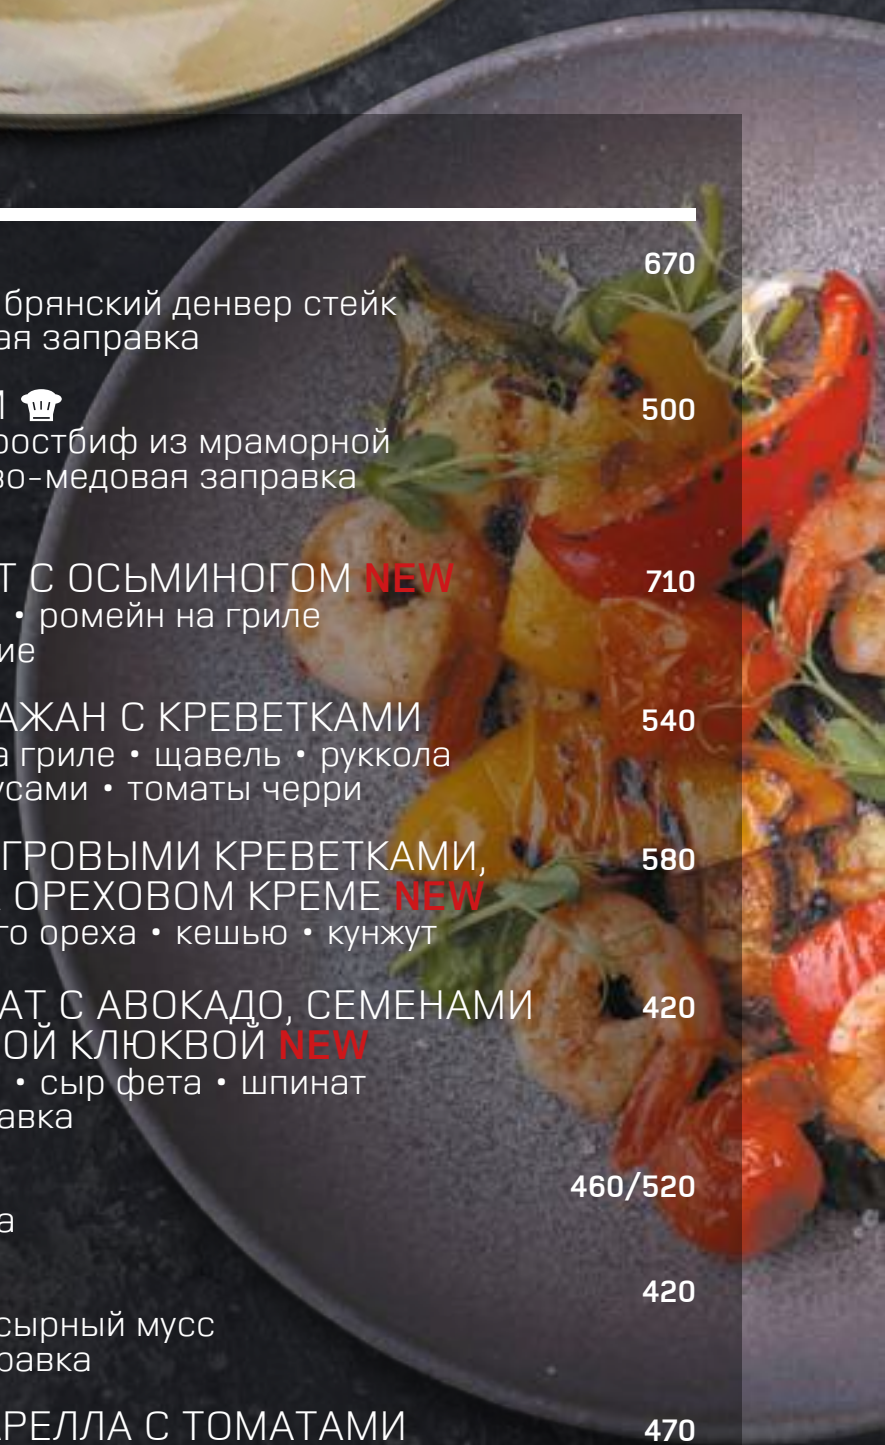 670
брянский денвер стейк
ая заправка
И
500
ростбиф из мраморной
во-медовая заправка
Т С ОСЬМИНОГОМ NEW 710
• ромейн на гриле
ие
АЖАН С КРЕВЕТКАМИ 540
а гриле • щавель • руккола
усами • томаты черри
ГРОВЫМИ КРЕВЕТКАМИ, 580
ОРЕХОВОМ КРЕМЕ NEW
го ореха • кешью • кунжут
АТ С АВОКАДО, СЕМЕНАМИ 420
ОЙ КЛЮКВОЙ NEW
• сыр фета • шпинат
авка
460/520
а
420
сырный мусс
равка
АРЕЛЛА С ТОМАТАМИ 470